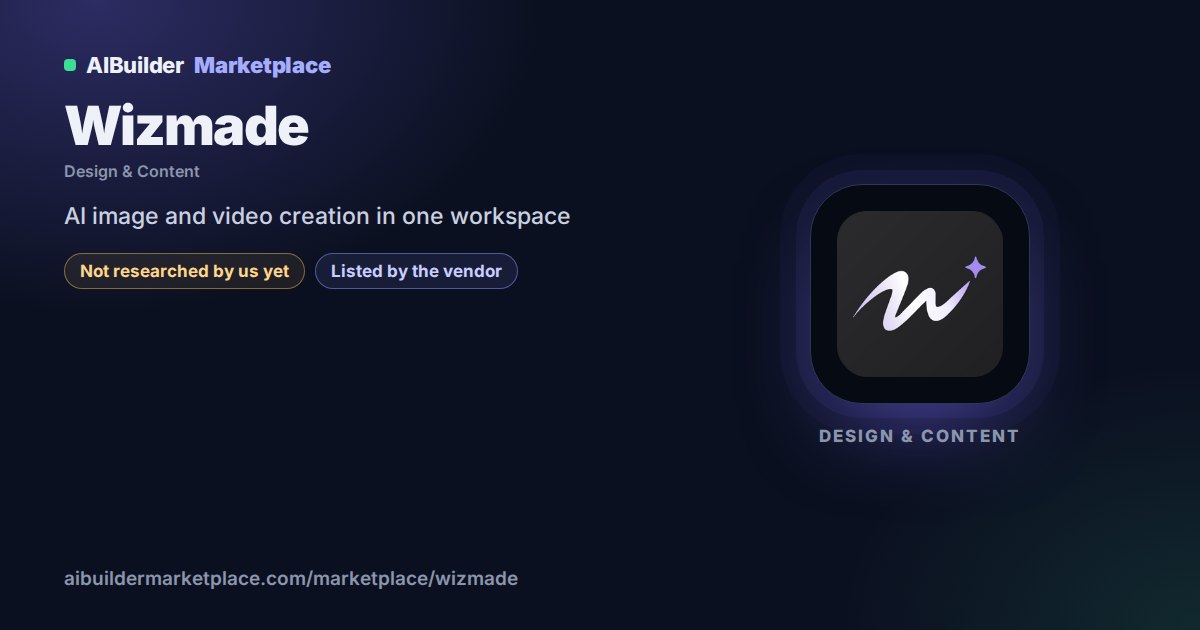 AIBuilder Marketplace
Wizmade
Design & Content
AI image and video creation in one workspace
Not researched by us yet
Listed by the vendor
DESIGN & CONTENT
aibuildermarketplace.com/marketplace/wizmade